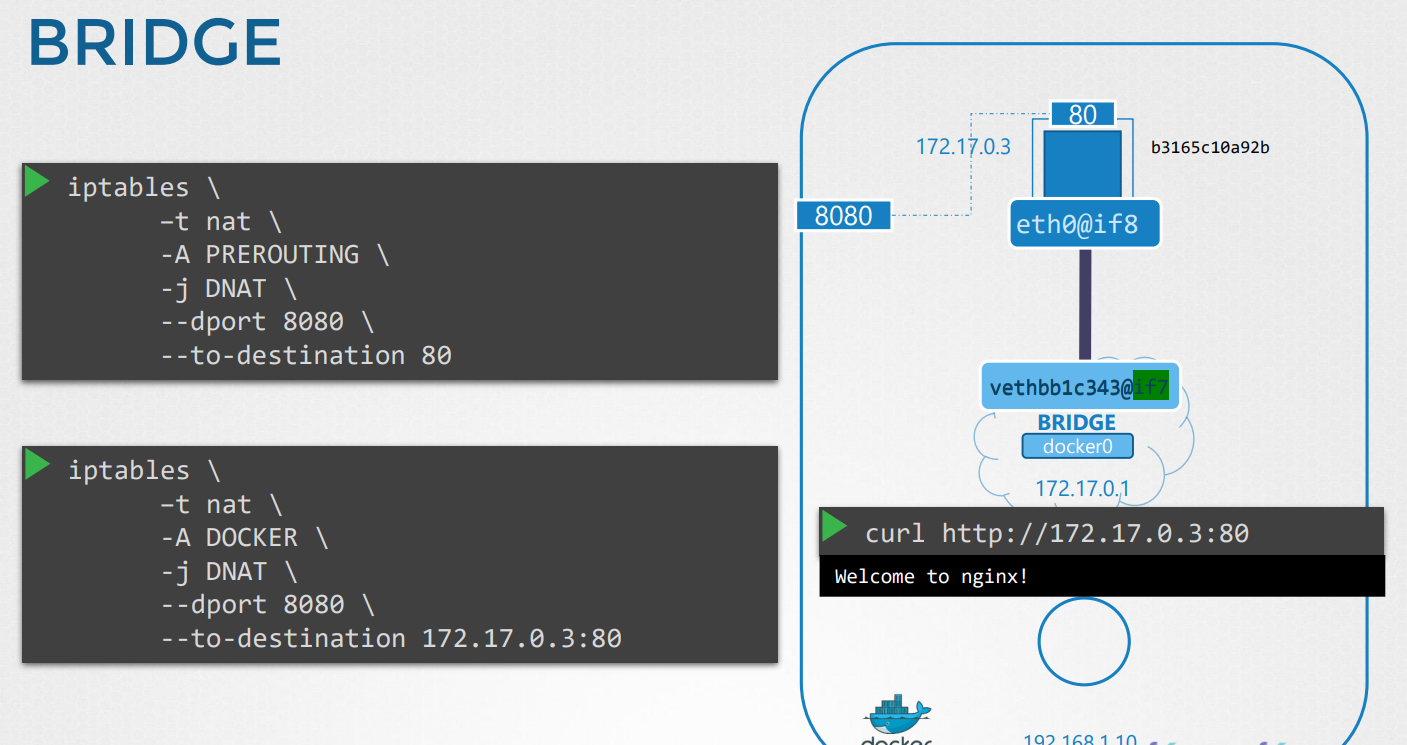 BRIDGE
iptables \
–t nat \
-A PREROUTING \
-j DNAT \
--dport 8080 \
--to-destination 80
iptables \
–t nat \
-A DOCKER \
-j DNAT \
--dport 8080 \
--to-destination 172.17.0.3:80
80
172.17.0.3
b3165c10a92b
8080
eth0@if8
vethbb1c343@if7
BRIDGE
docker0
172.17.0.1
curl http://172.17.0.3:80
Welcome to nginx!
docker
192.168.1.10